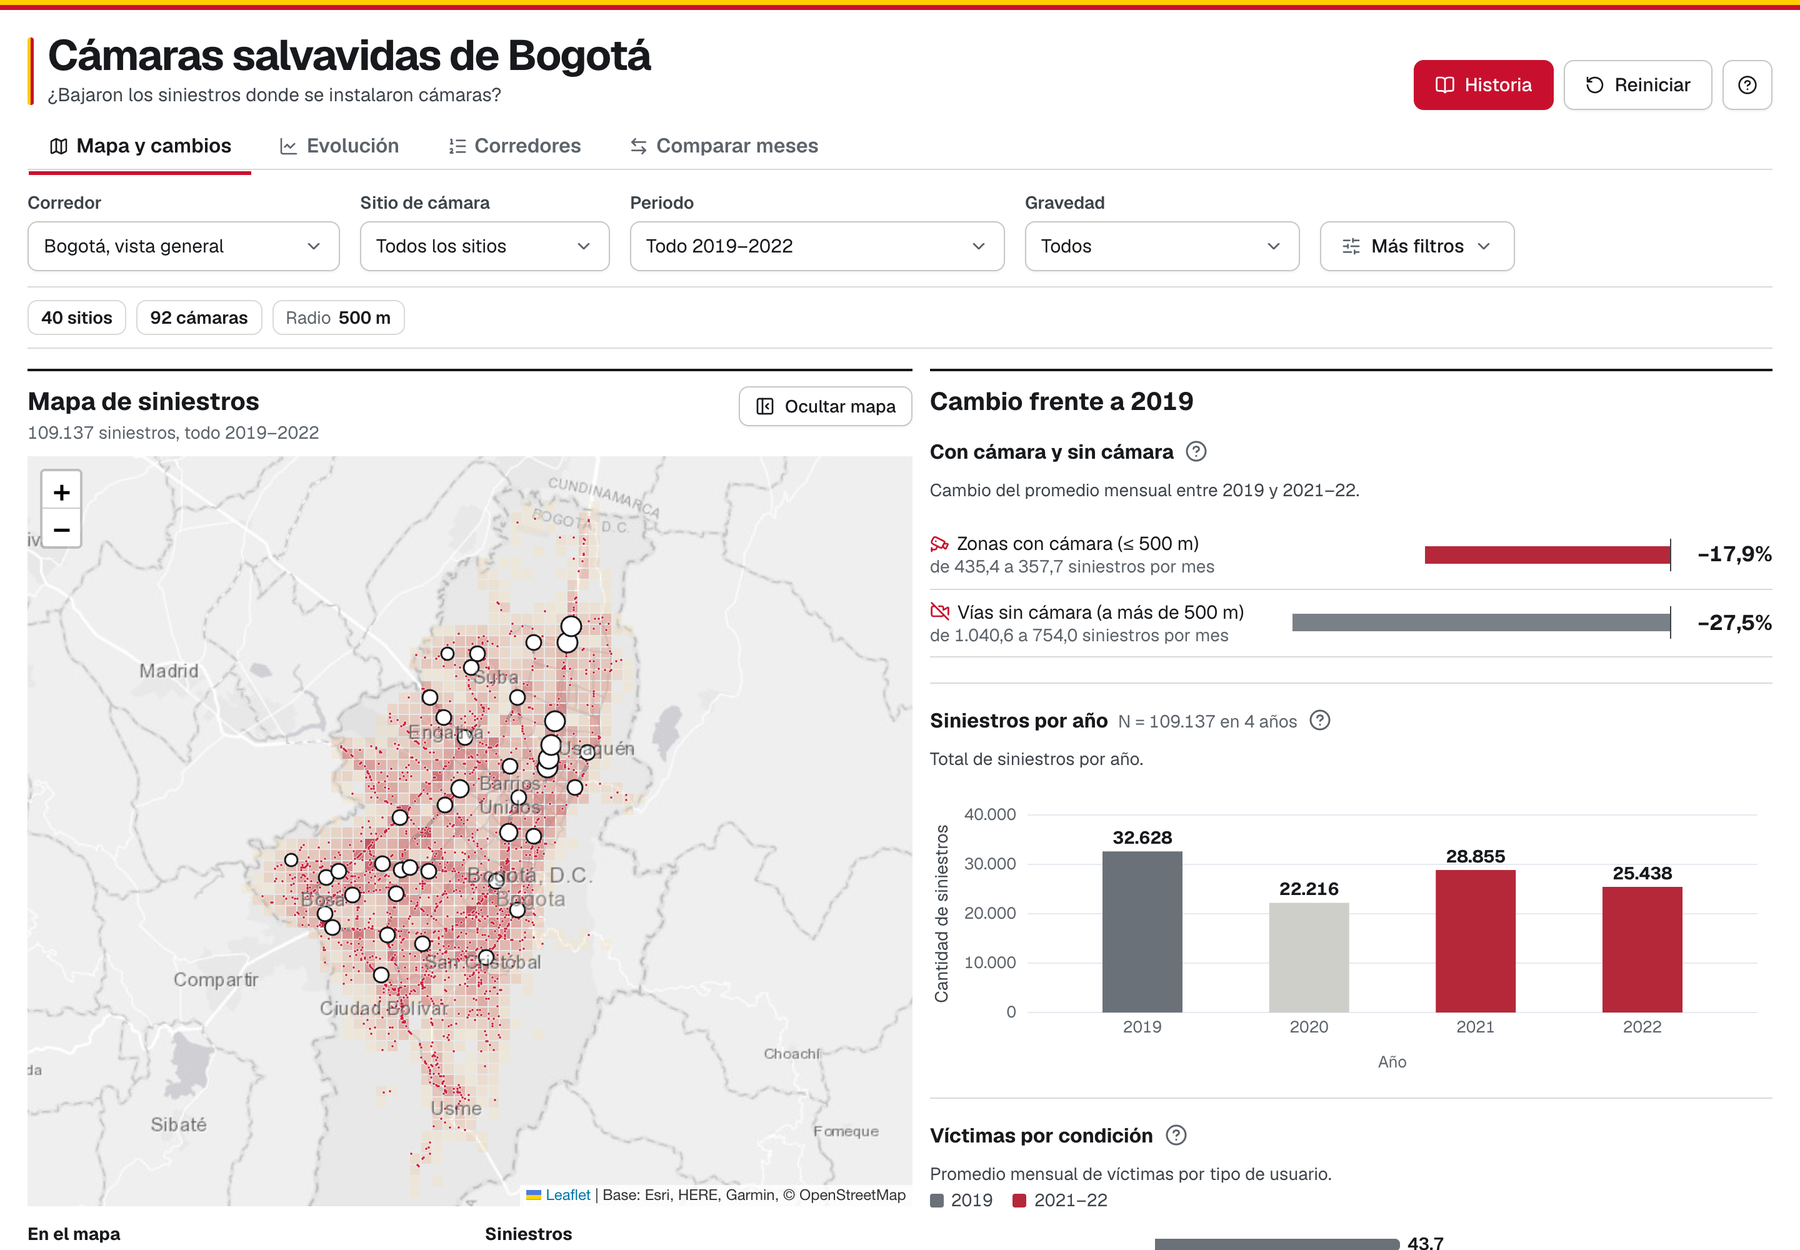 Cámaras salvavidas de Bogotá
¿Bajaron los siniestros donde se instalaron cámaras?
Historia
Reiniciar
Mapa y cambios
Evolución
Corredores
Comparar meses
Corredor
Sitio de cámara
Periodo
Gravedad
Bogotá, vista general
Todos los sitios
Todo 2019–2022
Todos
Más filtros
40 sitios
92 cámaras
Radio 500 m
Mapa de siniestros
109.137 siniestros, todo 2019–2022
Ocultar mapa
+
−
CUNDINAMARCA
BOGOTÁ, D.C.
Madrid
Suba
Engativá
Usaquén
Barrios
Unidos
Bogotá, D.C.
Bogota
Bosa
San Cristóbal
Compartir
Ciudad Bolívar
Choachí
da
Usme
Sibaté
Fomeque
Leaflet | Base: Esri, HERE, Garmin, © OpenStreetMap
En el mapa
Siniestros
Cambio frente a 2019
Con cámara y sin cámara
Cambio del promedio mensual entre 2019 y 2021–22.
Zonas con cámara (≤ 500 m)
de 435,4 a 357,7 siniestros por mes
−17,9%
Vías sin cámara (a más de 500 m)
de 1.040,6 a 754,0 siniestros por mes
−27,5%
Siniestros por año N = 109.137 en 4 años
Total de siniestros por año.
Cantidad de siniestros
40.000
30.000
20.000
10.000
0
32.628
22.216
28.855
25.438
2019
2020
2021
2022
Año
Víctimas por condición
Promedio mensual de víctimas por tipo de usuario.
2019
2021–22
43,7